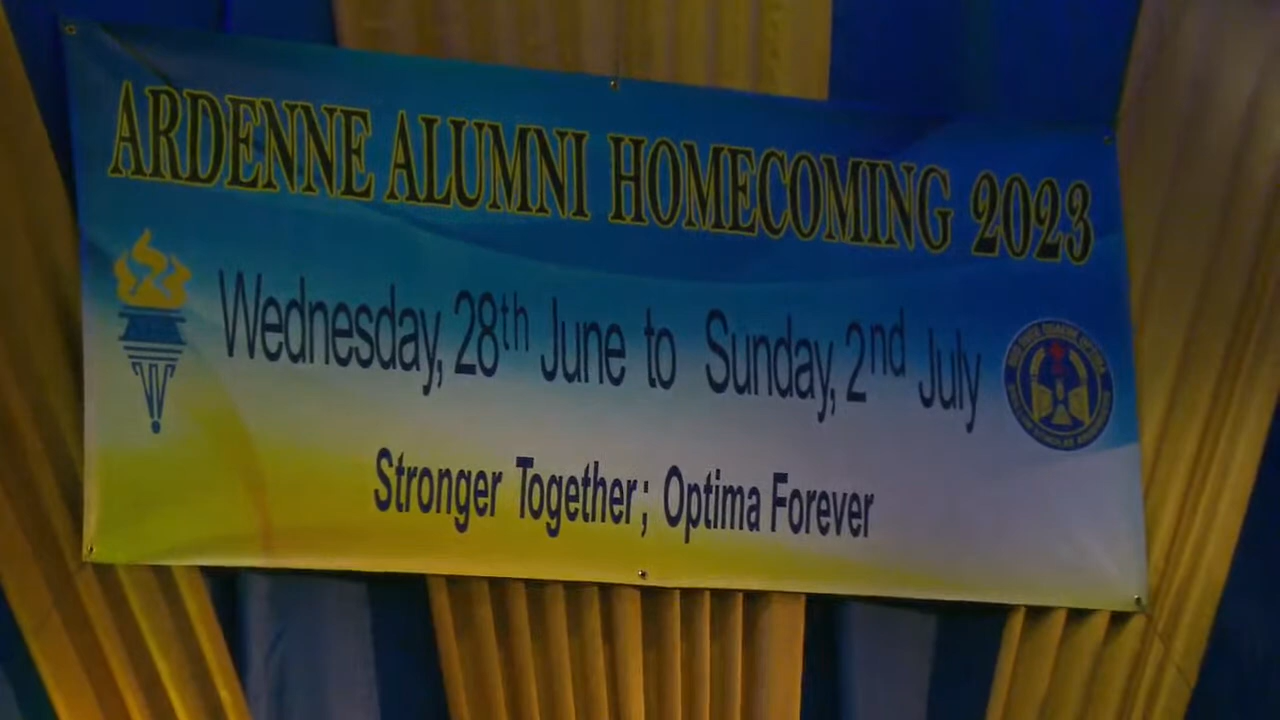 ARDENNE ALUMNI HOMECOMING 2023
Wednesday, 28th June to Sunday, 2nd July
Stronger Together; Optima Forever